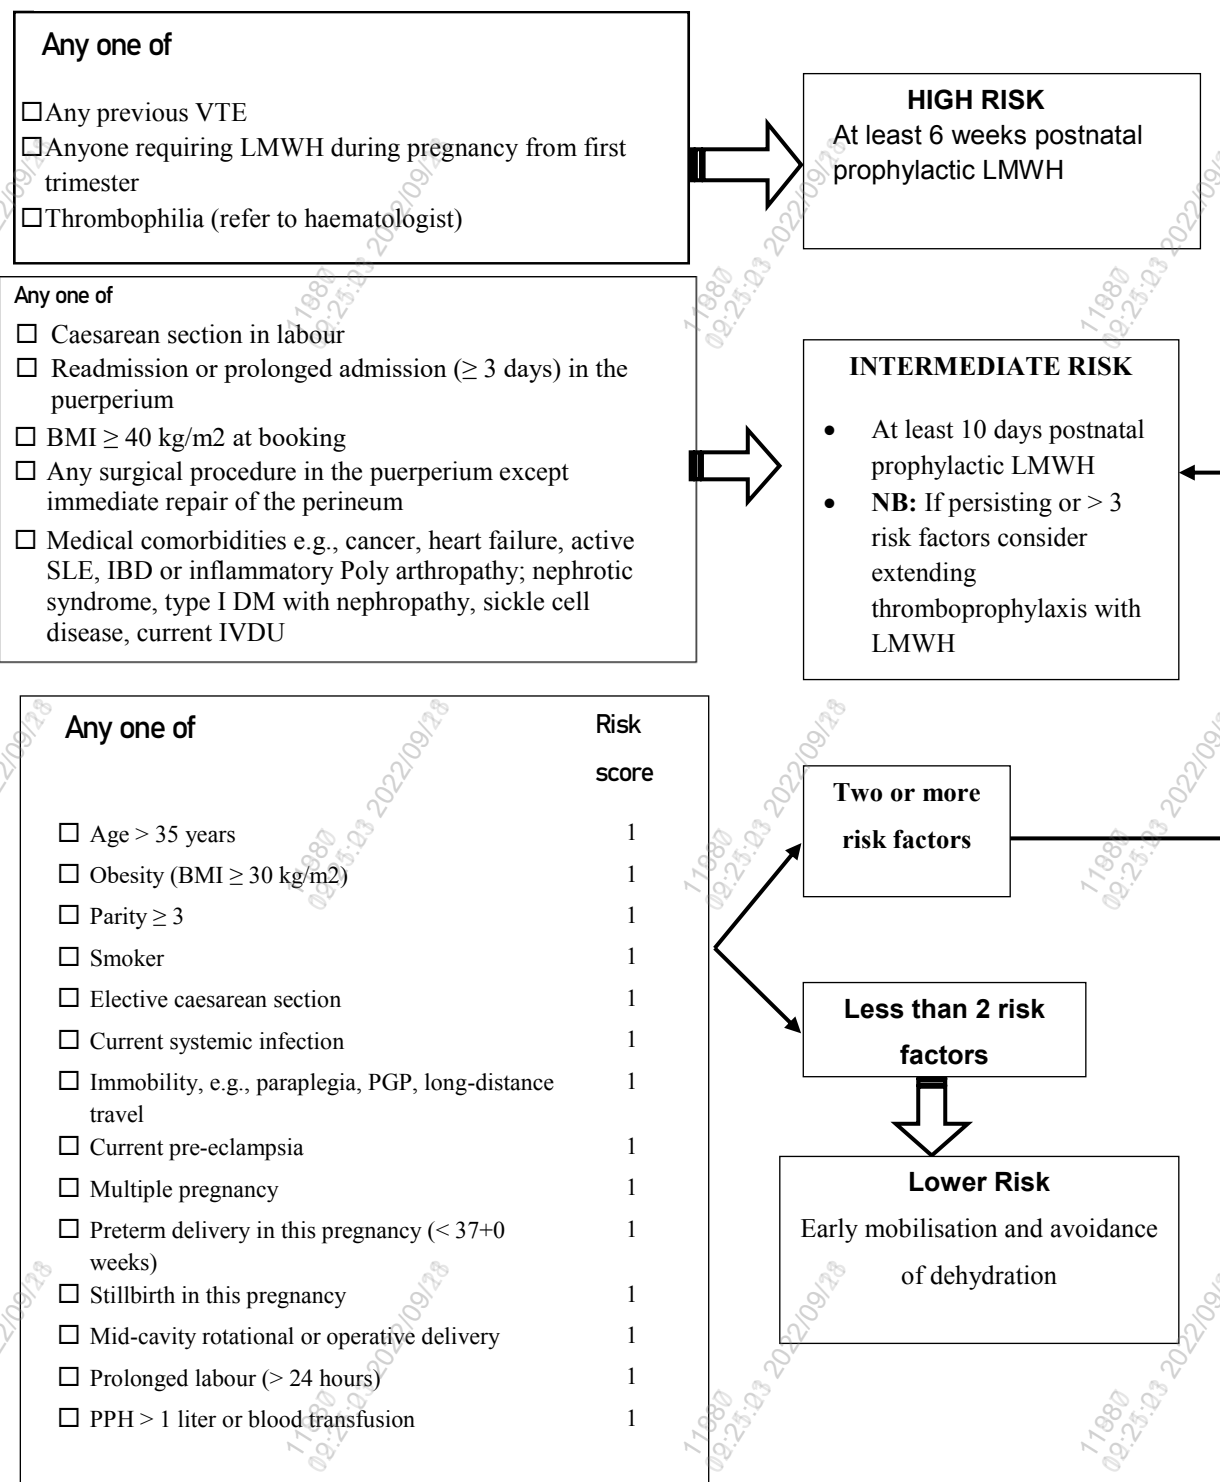 Any one of
☐Any previous VTE
☐Anyone requiring LMWH during pregnancy from first
trimester
☐Thrombophilia (refer to haematologist)
HIGH RISK
At least 6 weeks postnatal
prophylactic LMWH
Any one of
☐ Caesarean section in labour
☐ Readmission or prolonged admission (≥ 3 days) in the
puerperium
☐ BMI ≥ 40 kg/m2 at booking
☐ Any surgical procedure in the puerperium except
immediate repair of the perineum
☐ Medical comorbidities e.g., cancer, heart failure, active
SLE, IBD or inflammatory Poly arthropathy; nephrotic
syndrome, type I DM with nephropathy, sickle cell
disease, current IVDU
INTERMEDIATE RISK
• At least 10 days postnatal
prophylactic LMWH
• NB: If persisting or > 3
risk factors consider
extending
thromboprophylaxis with
LMWH
Any one of
Risk
score
☐ Age > 35 years 1
☐ Obesity (BMI ≥ 30 kg/m2) 1
☐ Parity ≥ 3 1
☐ Smoker 1
☐ Elective caesarean section 1
☐ Current systemic infection 1
☐ Immobility, e.g., paraplegia, PGP, long-distance 1
travel
☐ Current pre-eclampsia 1
☐ Multiple pregnancy 1
☐ Preterm delivery in this pregnancy (< 37+0 1
weeks)
☐ Stillbirth in this pregnancy 1
☐ Mid-cavity rotational or operative delivery 1
☐ Prolonged labour (> 24 hours) 1
☐ PPH > 1 liter or blood transfusion 1
Two or more
risk factors
Less than 2 risk
factors
Lower Risk
Early mobilisation and avoidance
of dehydration